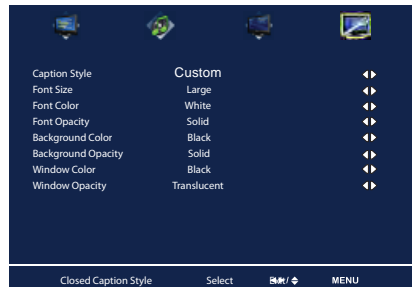 Caption Style Custom
Font Size Large
Font Color White
Font Opacity Solid
Background Color Black
Background Opacity Solid
Window Color Black
Window Opacity Translucent
Closed Caption Style Select MENU